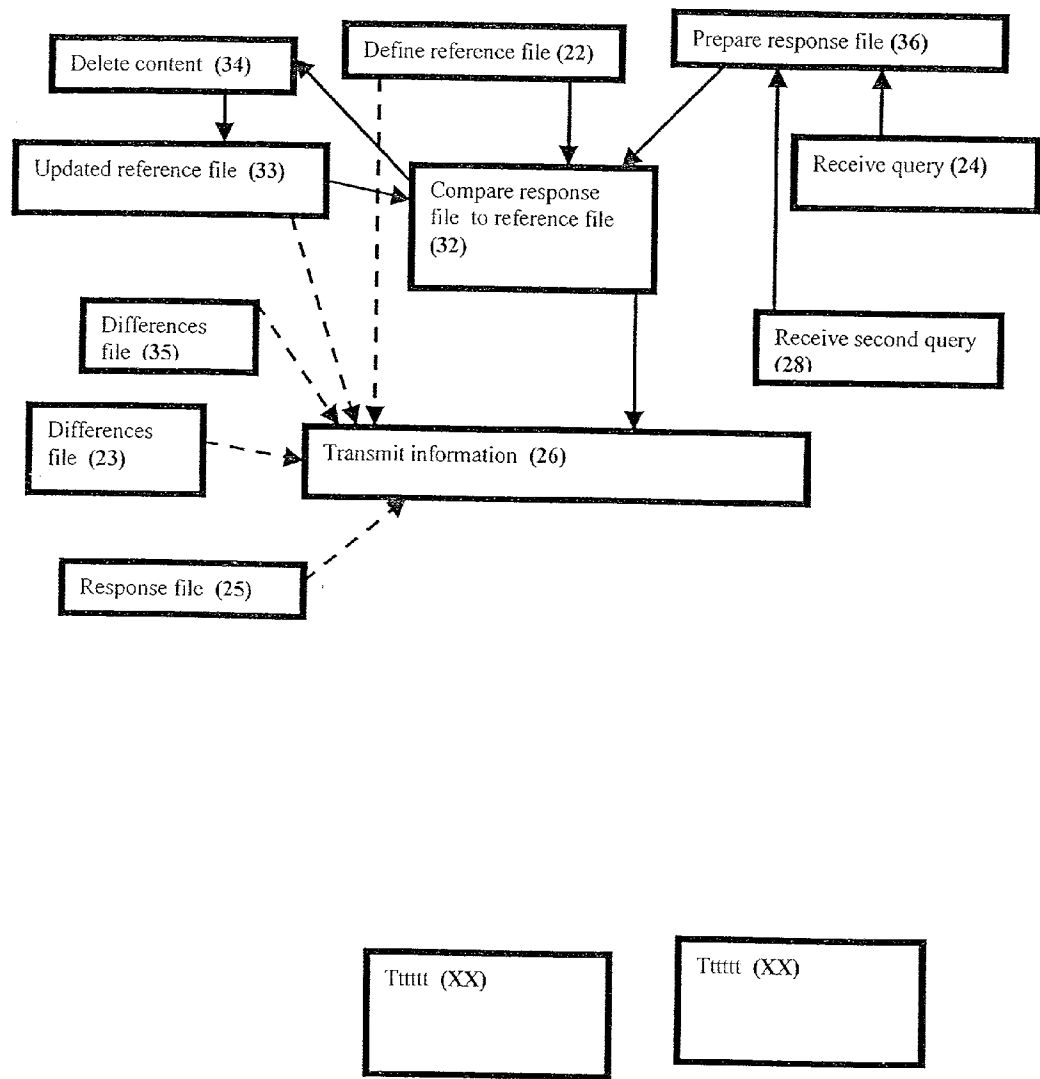 Delete content (34)
Define reference file (22)
Prepare response file (36)
Updated reference file (33)
Compare response
file to reference file
(32)
Receive query (24)
Differences
file (35)
Receive second query
(28)
Differences
file (23)
Transmit information (26)
Response file (25)
Tttttt (XX)
Tttttt (XX)